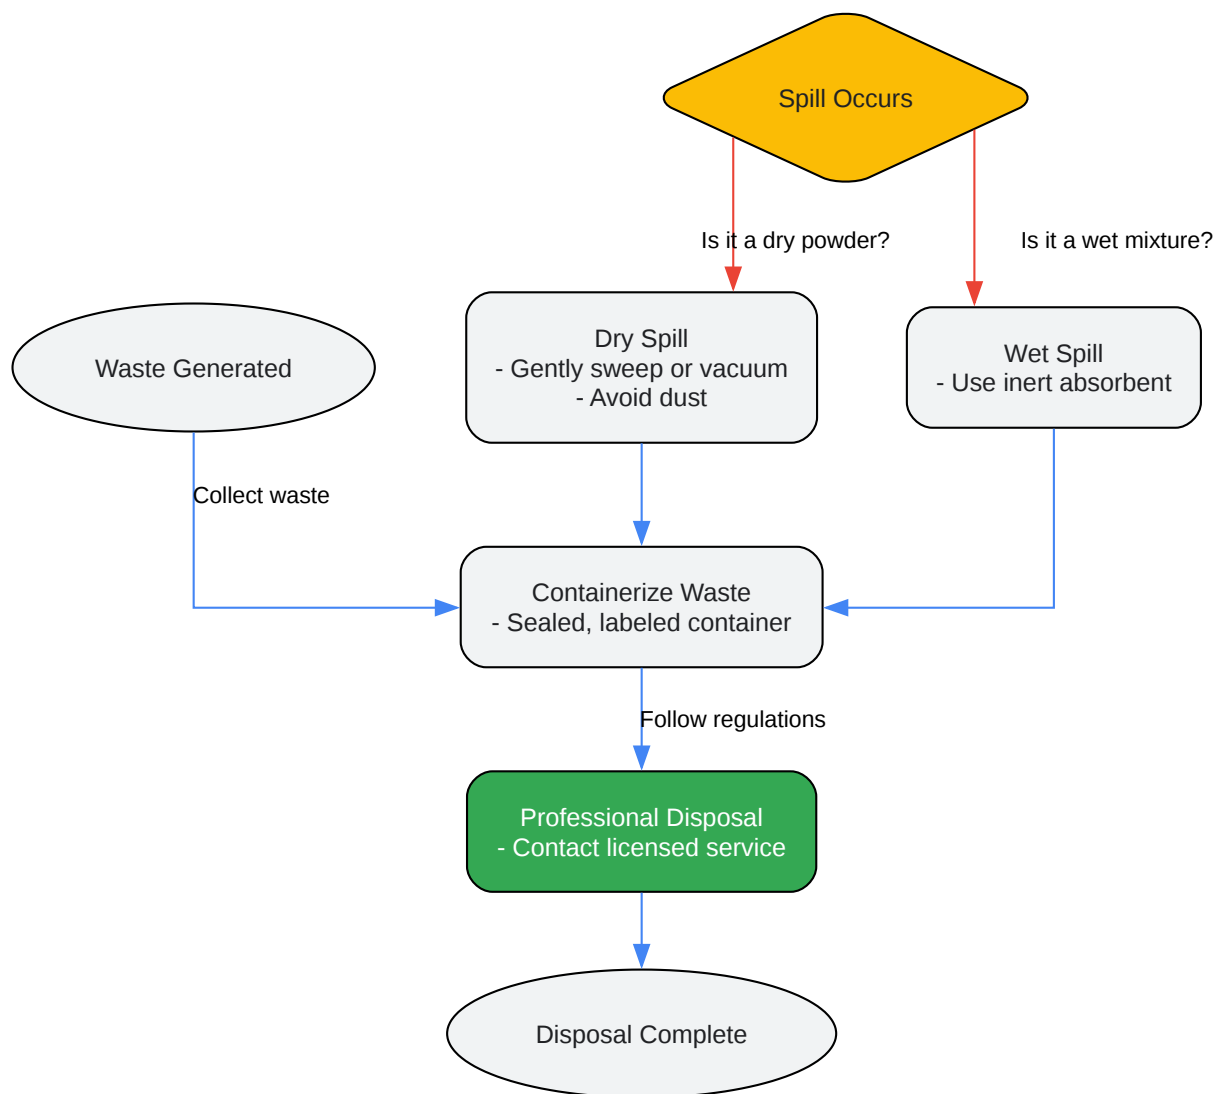 Spill Occurs
Is it a dry powder?
Is it a wet mixture?
Waste Generated
Dry Spill
- Gently sweep or vacuum
- Avoid dust
Wet Spill
- Use inert absorbent
Collect waste
Containerize Waste
- Sealed, labeled container
Follow regulations
Professional Disposal
- Contact licensed service
Disposal Complete